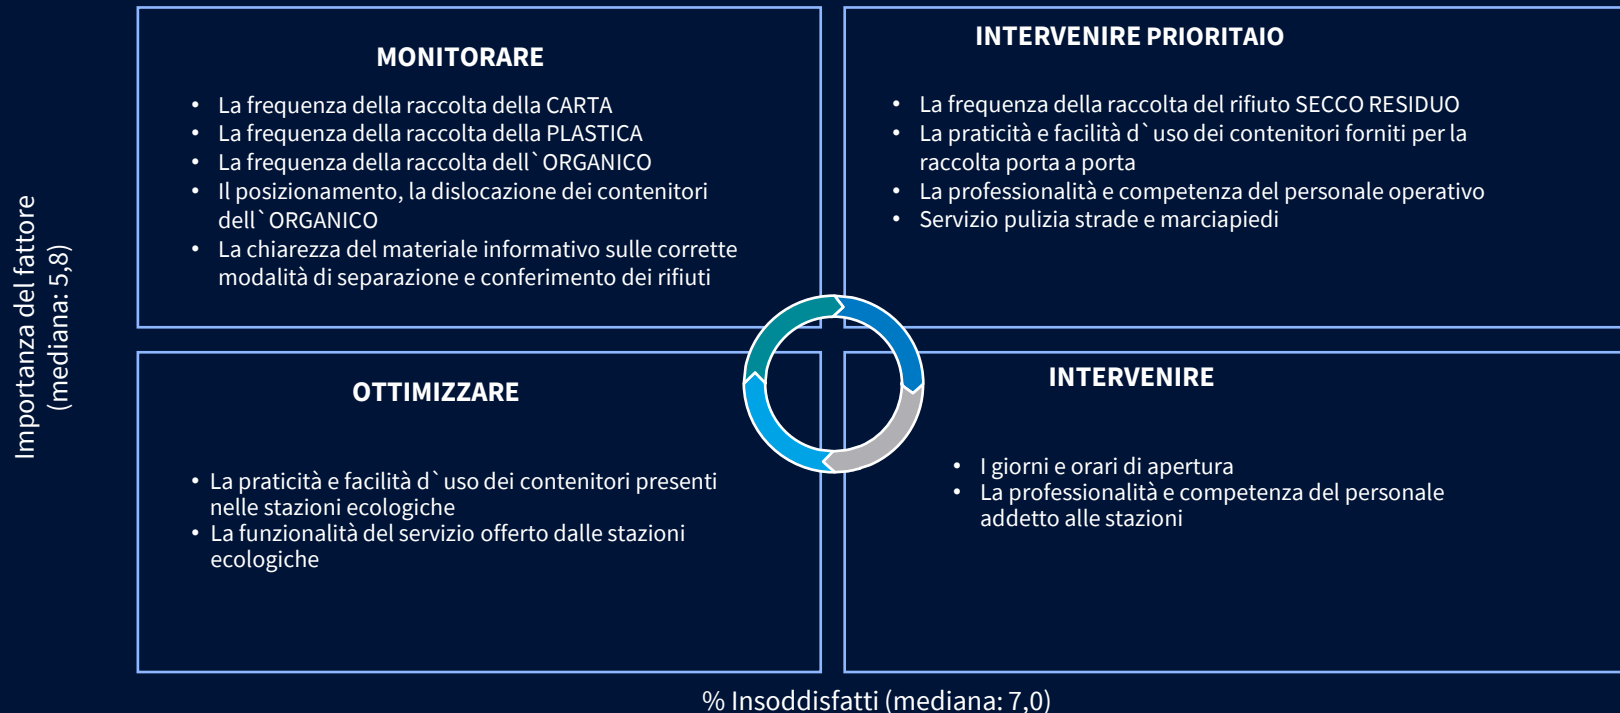 MONITORARE
• La frequenza della raccolta della CARTA
• La frequenza della raccolta della PLASTICA
• La frequenza della raccolta dell`ORGANICO
• Il posizionamento, la dislocazione dei contenitori
dell`ORGANICO
• La chiarezza del materiale informativo sulle corrette
modalità di separazione e conferimento dei rifiuti
INTERVENIRE PRIORITAIO
• La frequenza della raccolta del rifiuto SECCO RESIDUO
• La praticità e facilità d`uso dei contenitori forniti per la
raccolta porta a porta
• La professionalità e competenza del personale operativo
• Servizio pulizia strade e marciapiedi
Importanza del fattore
(mediana: 5,8)
OTTIMIZZARE
• La praticità e facilità d`uso dei contenitori presenti
nelle stazioni ecologiche
• La funzionalità del servizio offerto dalle stazioni
ecologiche
INTERVENIRE
• I giorni e orari di apertura
• La professionalità e competenza del personale
addetto alle stazioni
% Insoddisfatti (mediana: 7,0)